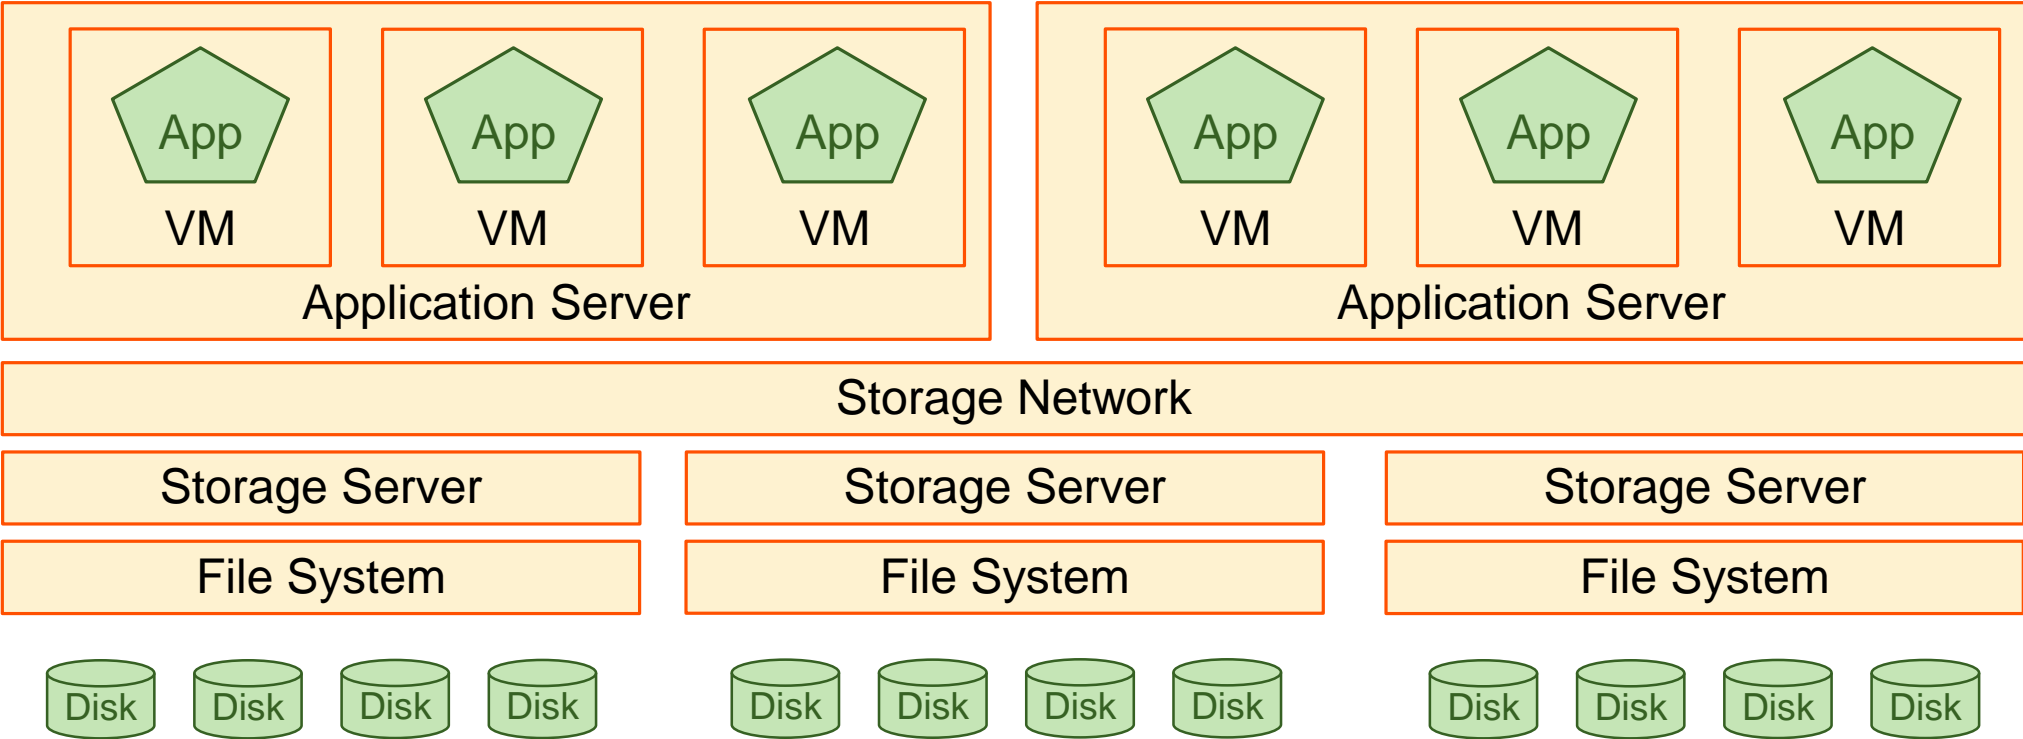 App App App App App App
VM VM VM VM VM VM
Application Server Application Server
Storage Network
Storage Server Storage Server Storage Server
File System File System File System
Disk Disk Disk Disk Disk Disk Disk Disk Disk Disk Disk Disk